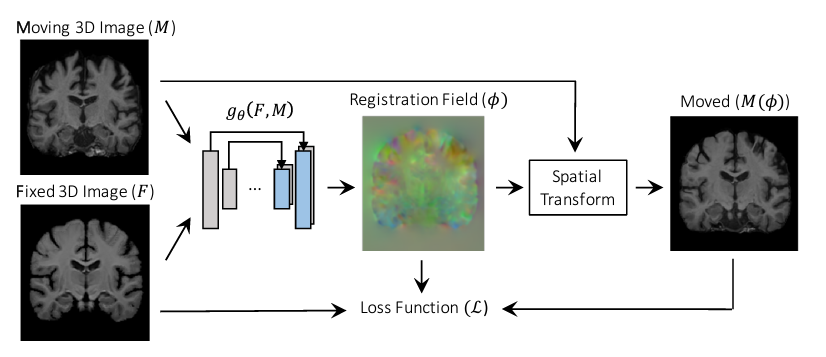 Moving 3D Image (M)
g_θ(F,M)
Registration Field (ϕ)
Moved (M(ϕ))
Fixed 3D Image (F)
...
Spatial
Transform
Loss Function (ℒ)